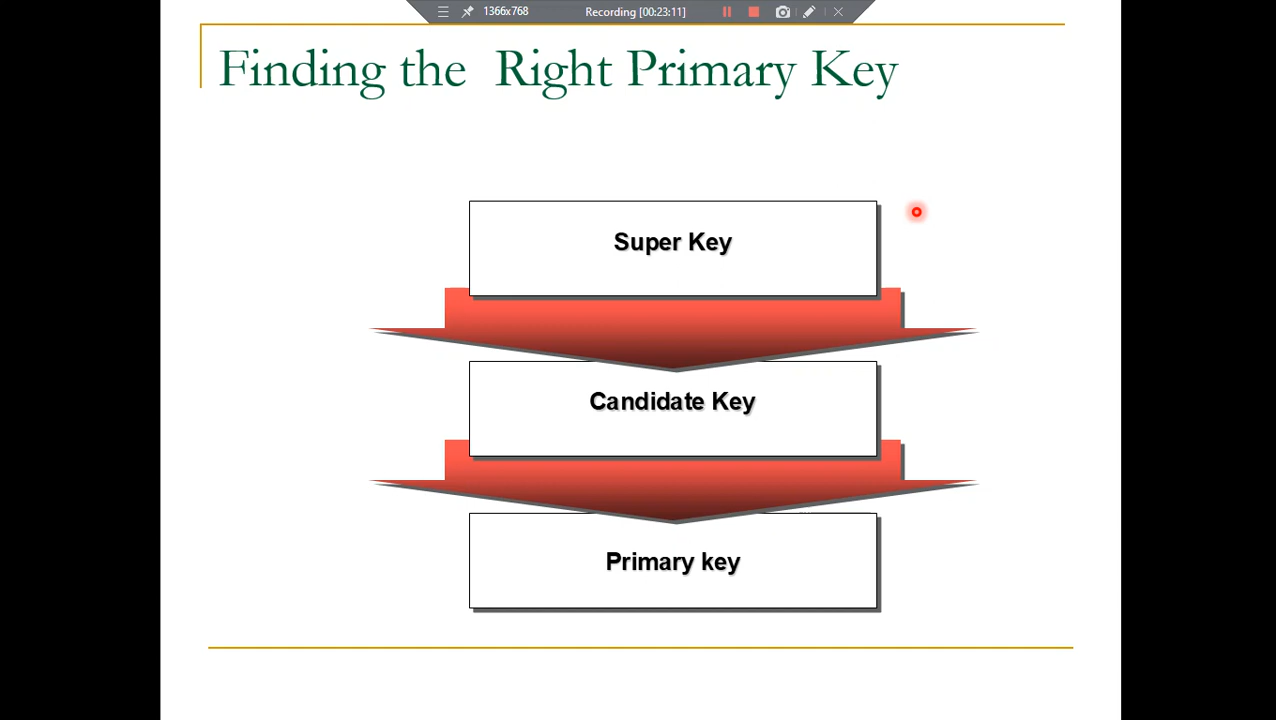 1366x768
Recording [00:23:11]
Finding the Right Primary Key
Super Key
Candidate Key
Primary key